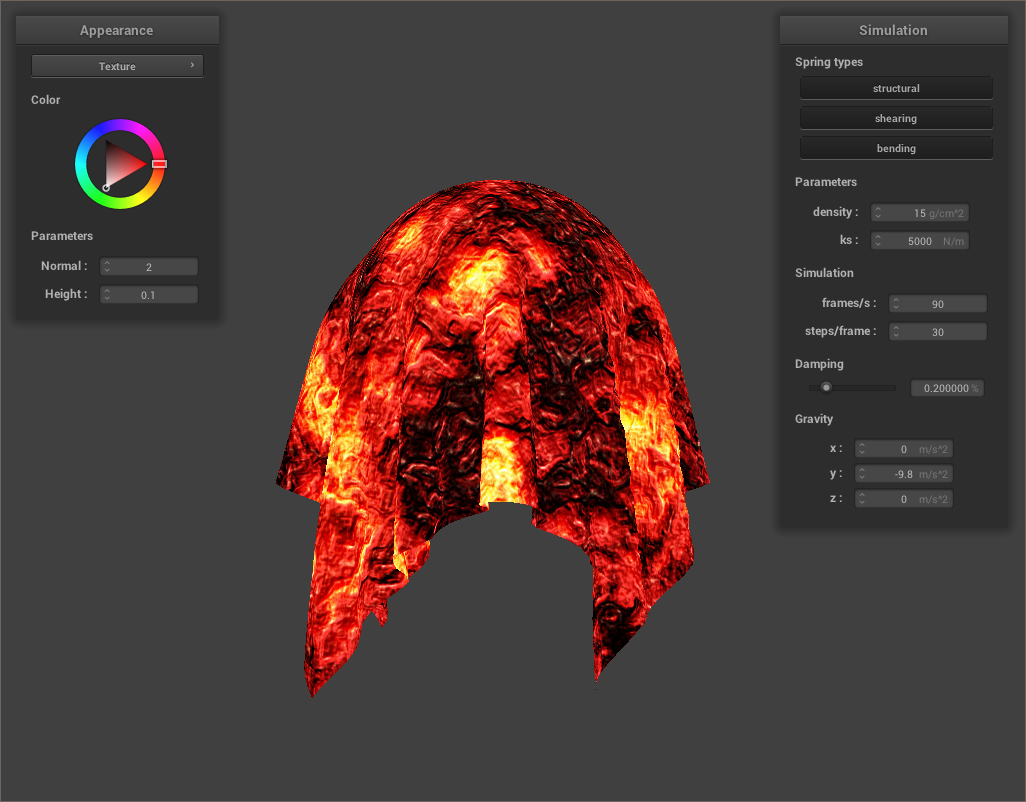 Appearance
Texture
Color
Parameters
Normal : 2
Height : 0.1
Simulation
Spring types
structural
shearing
bending
Parameters
density : 15 g/cm^2
ks : 5000 N/m
Simulation
frames/s : 90
steps/frame : 30
Damping
0.200000 %
Gravity
x : 0 m/s^2
y : -9.8 m/s^2
z : 0 m/s^2